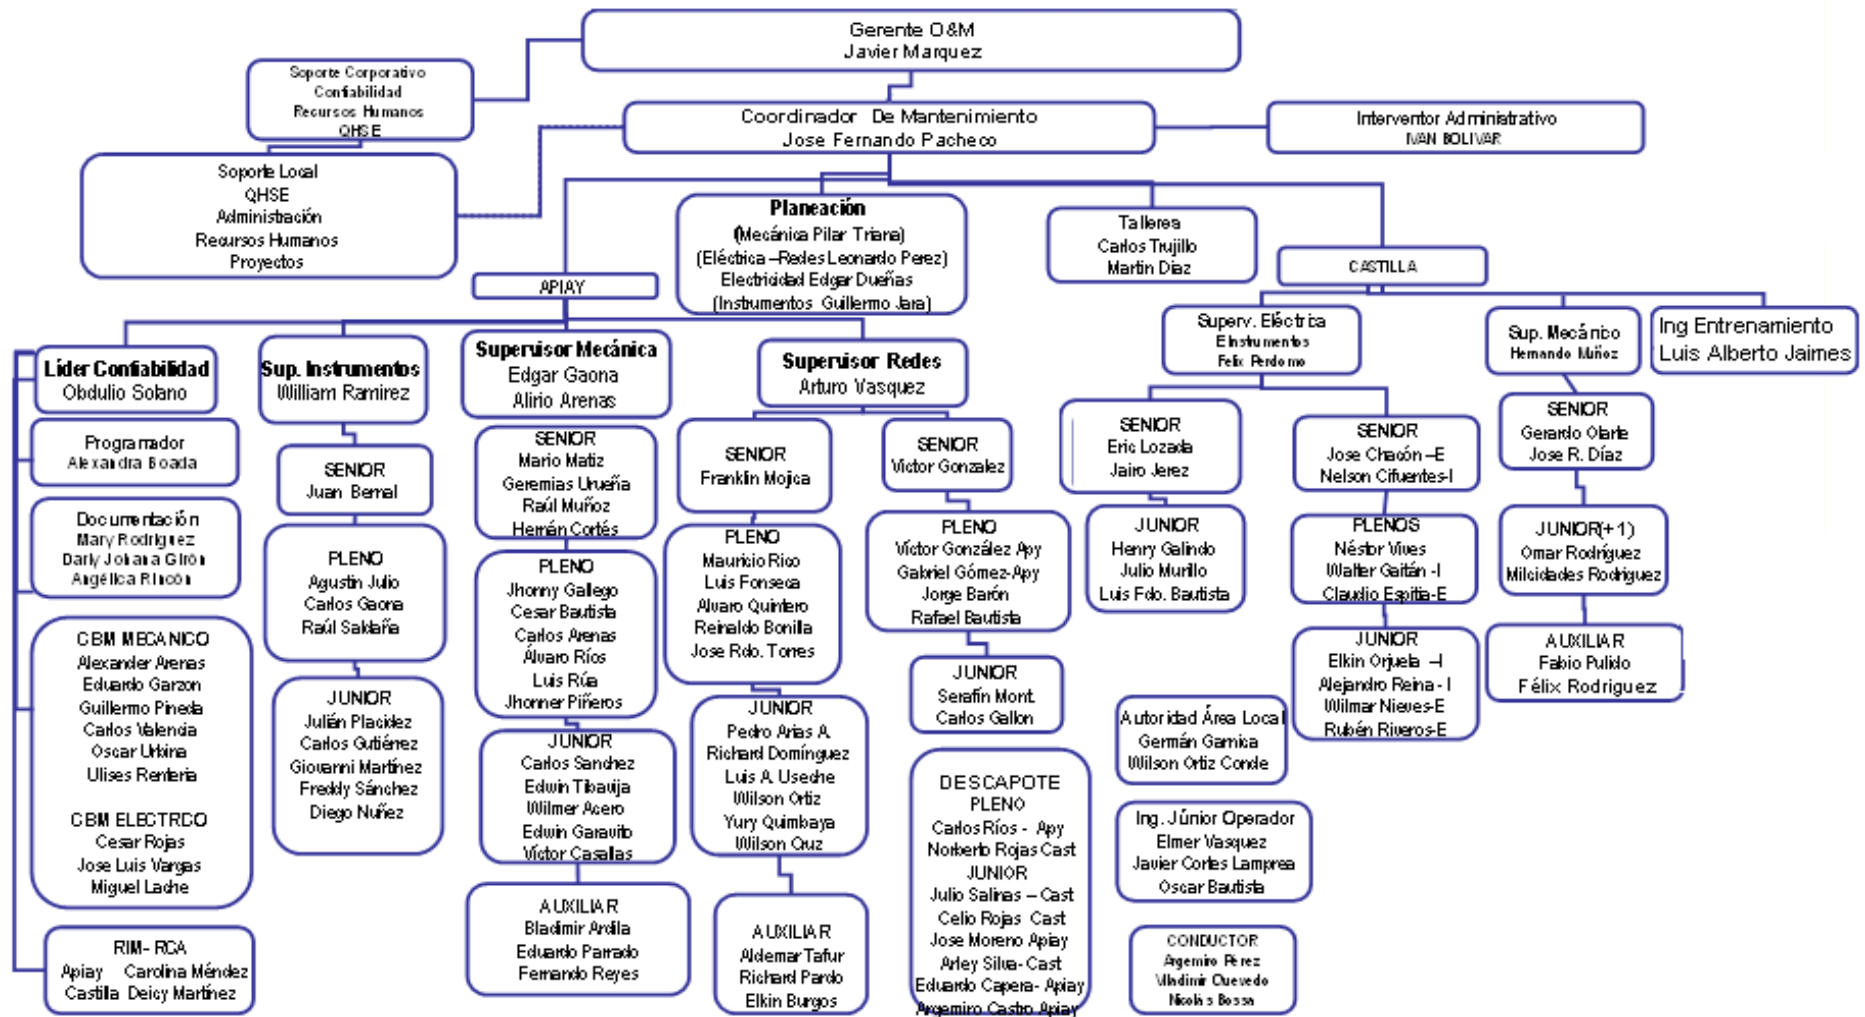 Gerente O&M
Javier Marquez
Soporte Corporativo
Confiabilidad
Recursos Humanos
QHSE
Coordinador De Mantenimiento
Jose Fernando Pacheco
Interventor Administrativo
IVAN BOLIVAR
Soporte Local
QHSE
Administración
Recursos Humanos
Proyectos
Planeación
(Mecánica Pilar Triana)
(Eléctrica –Redes Leonardo Perez)
Electricidad Edgar Dueñas
(Instrumentos Guillermo Jara)
Talleres
Carlos Trujillo
Martin Diaz
APIAY
CASTILLA
Líder Confiabilidad
Obdulio Solano
Programador
Alexandra Boada
Documentación
Mary Rodríguez
Darly Johana Girón
Angélica Rincón
CBM MECANICO
Alexander Arenas
Eduardo Garzon
Guillermo Pineda
Carlos Valencia
Oscar Urbina
Ulises Renteria
CBM ELECTRCO
Cesar Rojas
Jose Luis Vargas
Miguel Lache
RIM- RCA
Apiay Carolina Méndez
Castilla Deicy Martínez
Sup. Instrumentos
William Ramirez
SENIOR
Juan Bernal
PLENO
Agustin Julio
Carlos Gaona
Raúl Saldaña
JUNIOR
Julián Placidez
Carlos Gutiérrez
Giovanni Martínez
Freddy Sánchez
Diego Nuñez
Supervisor Mecánica
Edgar Gaona
Alirio Arenas
SENIOR
Mario Matiz
Geremias Urueña
Raúl Muñoz
Hernán Cortés
PLENO
Jhonny Gallego
Cesar Bautista
Carlos Arenas
Álvaro Ríos
Luis Rúa
Jhonner Piñeros
JUNIOR
Carlos Sanchez
Edwin Tibavija
Wilmer Acero
Edwin Garavito
Víctor Casallas
AUXILIAR
Bladimir Ardila
Eduardo Parrado
Fernando Reyes
Supervisor Redes
Arturo Vasquez
SENIOR
Franklin Mojica
PLENO
Mauricio Rico
Luis Fonseca
Alvaro Quintero
Reinaldo Bonilla
Jose Rdo. Torres
JUNIOR
Pedro Arias A.
Richard Domínguez
Luis A. Useche
Wilson Ortiz
Yury Quimbaya
Wilson Cruz
AUXILIAR
Aldemar Tafur
Richard Pardo
Elkin Burgos
SENIOR
Victor Gonzalez
PLENO
Víctor González Apy
Gabriel Gómez-Apy
Jorge Barón
Rafael Bautista
JUNIOR
Serafín Mont.
Carlos Gallon
DESCAPOTE
PLENO
Carlos Ríos - Apy
Norberto Rojas Cast
JUNIOR
Julio Salinas – Cast
Celio Rojas Cast
Jose Moreno Apiay
Arley Silva- Cast
Eduardo Capera- Apiay
Argemiro Castro Apiay
Superv. Eléctrica
E Instrumentos
Felix Perdomo
SENIOR
Eric Lozada
Jairo Jerez
JUNIOR
Henry Galindo
Julio Murillo
Luis Fdo. Bautista
SENIOR
Jose Chacón –E
Nelson Cifuentes-I
PLENOS
Néstor Vives
Walter Gaitán -I
Claudio Espitia-E
JUNIOR
Elkin Orjuela –I
Alejandro Reina - I
Wilmar Nieves-E
Rubén Riveros-E
Sup. Mecánico
Hernando Muñoz
SENIOR
Gerardo Olarte
Jose R. Díaz
JUNIOR(+1)
Omar Rodríguez
Milcidades Rodriguez
AUXILIAR
Fabio Pulido
Félix Rodriguez
Ing Entrenamiento
Luis Alberto Jaimes
Autoridad Área Local
Germán Garnica
Wilson Ortiz Conde
Ing. Júnior Operador
Elmer Vasquez
Javier Cortes Lamprea
Oscar Bautista
CONDUCTOR
Argemiro Pérez
Vladimir Quevedo
Nicolás Bossa